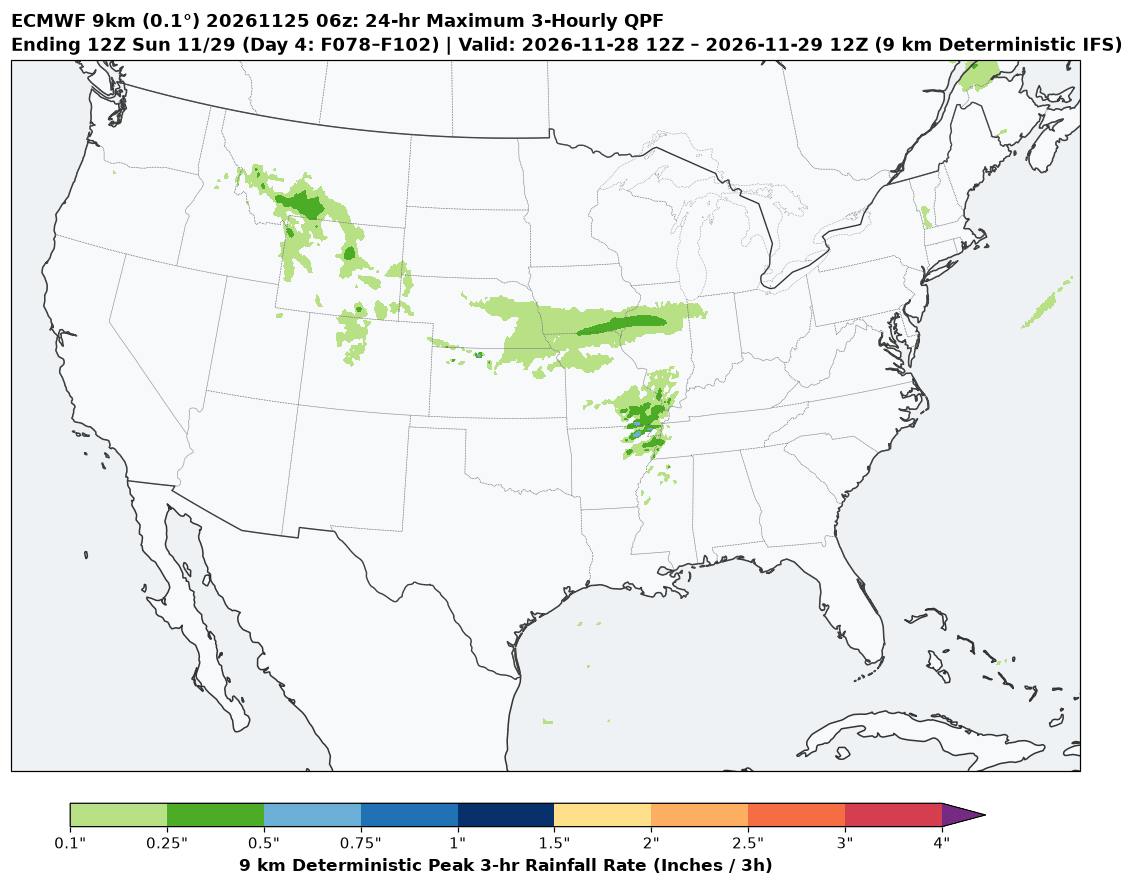 ECMWF 9km (0.1°) 20261125 06z: 24-hr Maximum 3-Hourly QPF
Ending 12Z Sun 11/29 (Day 4: F078–F102) | Valid: 2026-11-28 12Z – 2026-11-29 12Z (9 km Deterministic IFS)
0.1" 0.25" 0.5" 0.75" 1" 1.5" 2" 2.5" 3" 4"
9 km Deterministic Peak 3-hr Rainfall Rate (Inches / 3h)